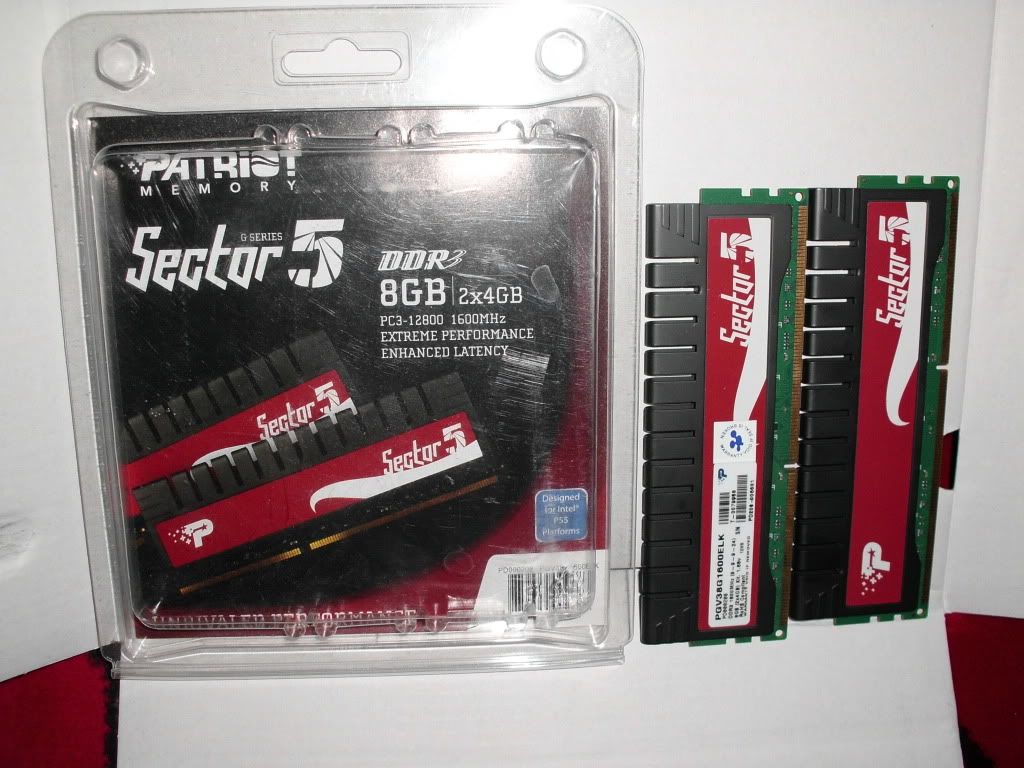 PATRIOT
MEMORY
G SERIES
Sector 5
DDR3
8GB 2x4GB
PC3-12800 1600MHz
EXTREME PERFORMANCE
ENHANCED LATENCY
Sector 5
Sector 5
P
Designed
for Intel®
P55
Platforms
Sector 5
P
PGV38G1600ELK
Sector 5
P